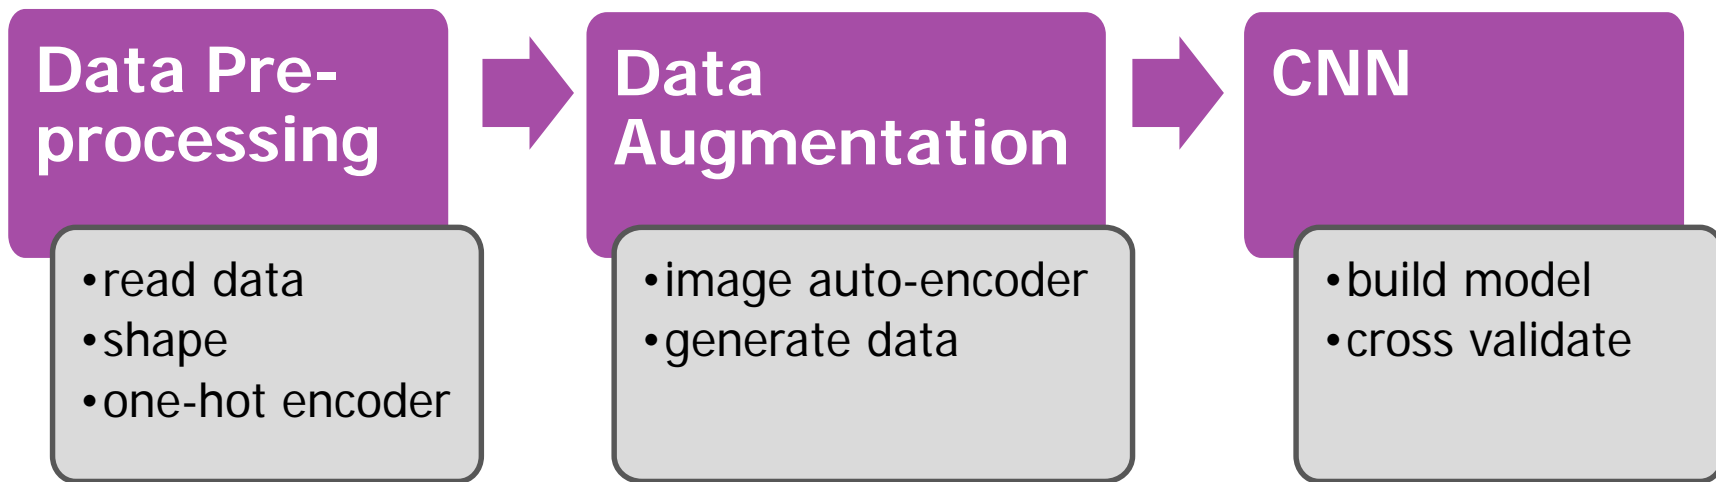 Data Pre-
processing
•read data
•shape
•one-hot encoder
Data
Augmentation
•image auto-encoder
•generate data
CNN
•build model
•cross validate